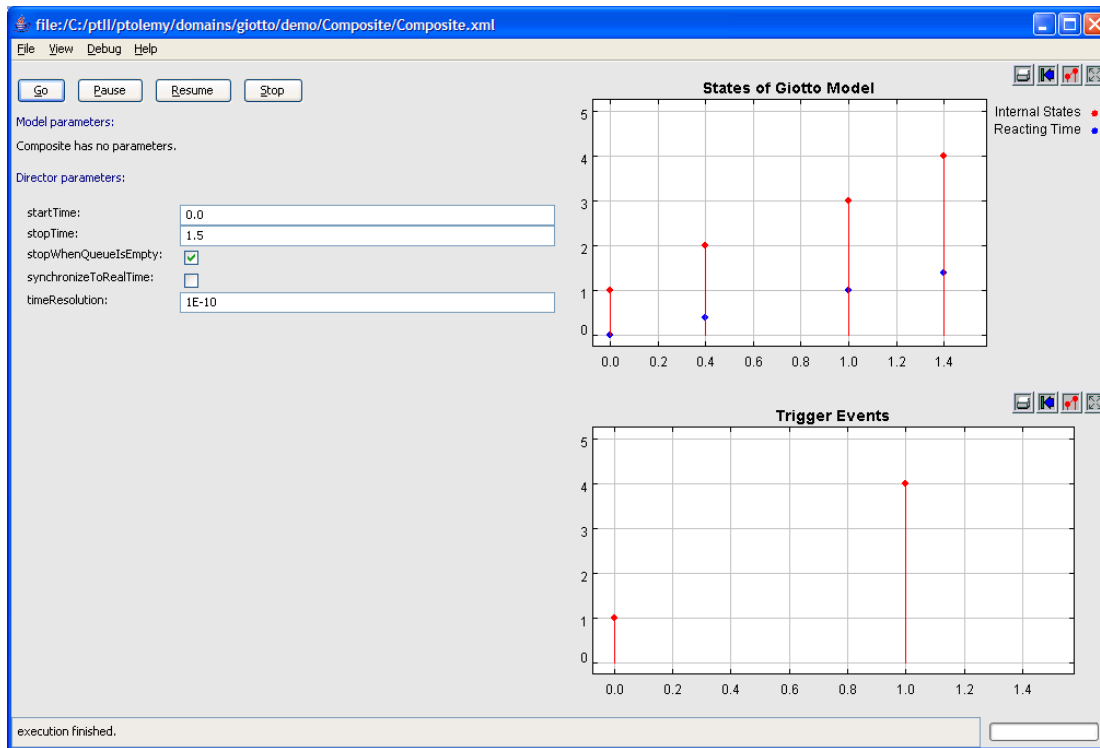 file:/C:/ptII/ptolemy/domains/giotto/demo/Composite/Composite.xml
File View Debug Help
Go Pause Resume Stop
Model parameters:
Composite has no parameters.
Director parameters:
startTime: 0.0
stopTime: 1.5
stopWhenQueueIsEmpty:
synchronizeToRealTime:
timeResolution: 1E-10
States of Giotto Model
Internal States
Reacting Time
5
4
3
2
1
0
0.0 0.2 0.4 0.6 0.8 1.0 1.2 1.4
Trigger Events
5
4
3
2
1
0
0.0 0.2 0.4 0.6 0.8 1.0 1.2 1.4
execution finished.